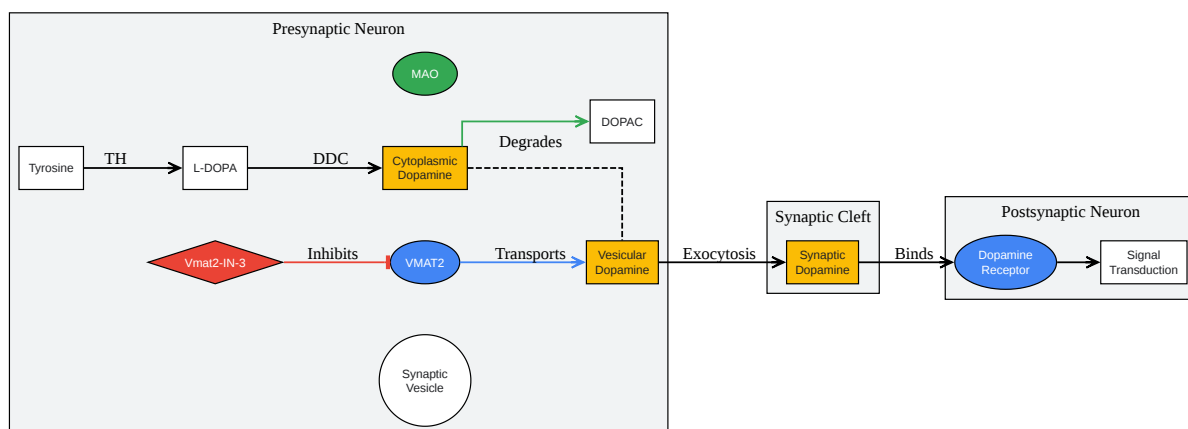 Presynaptic Neuron
MAO
DOPAC
Degrades
Tyrosine
TH
L-DOPA
DDC
Cytoplasmic
Dopamine
Synaptic Cleft
Postsynaptic Neuron
Vmat2-IN-3
Inhibits
VMAT2
Transports
Vesicular
Dopamine
Exocytosis
Synaptic
Dopamine
Binds
Dopamine
Receptor
Signal
Transduction
Synaptic
Vesicle